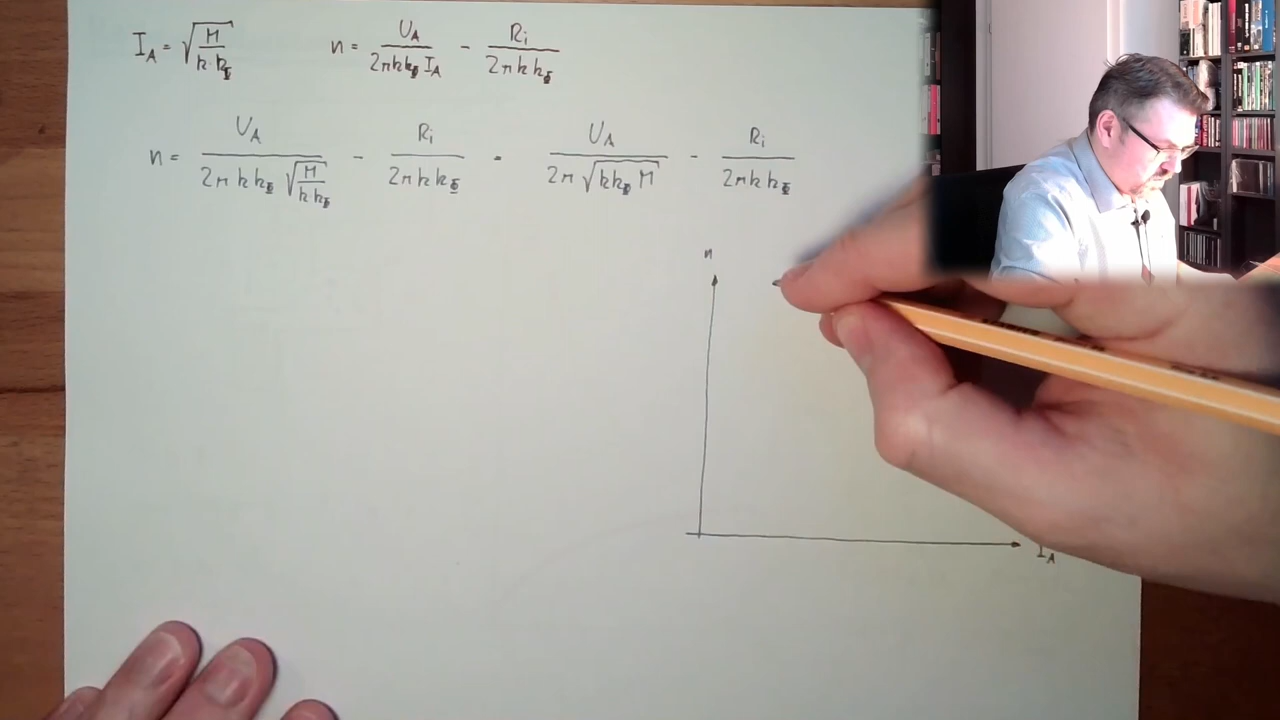 I_A = √(M / (k k_Φ))    n = U_A / (2π k k_Φ I_A) − R_i / (2π k k_Φ)
n = U_A / (2π k k_Φ √(M / (k k_Φ))) − R_i / (2π k k_Φ) = U_A / (2π √(k k_Φ M)) − R_i / (2π k k_Φ)
n
I_A